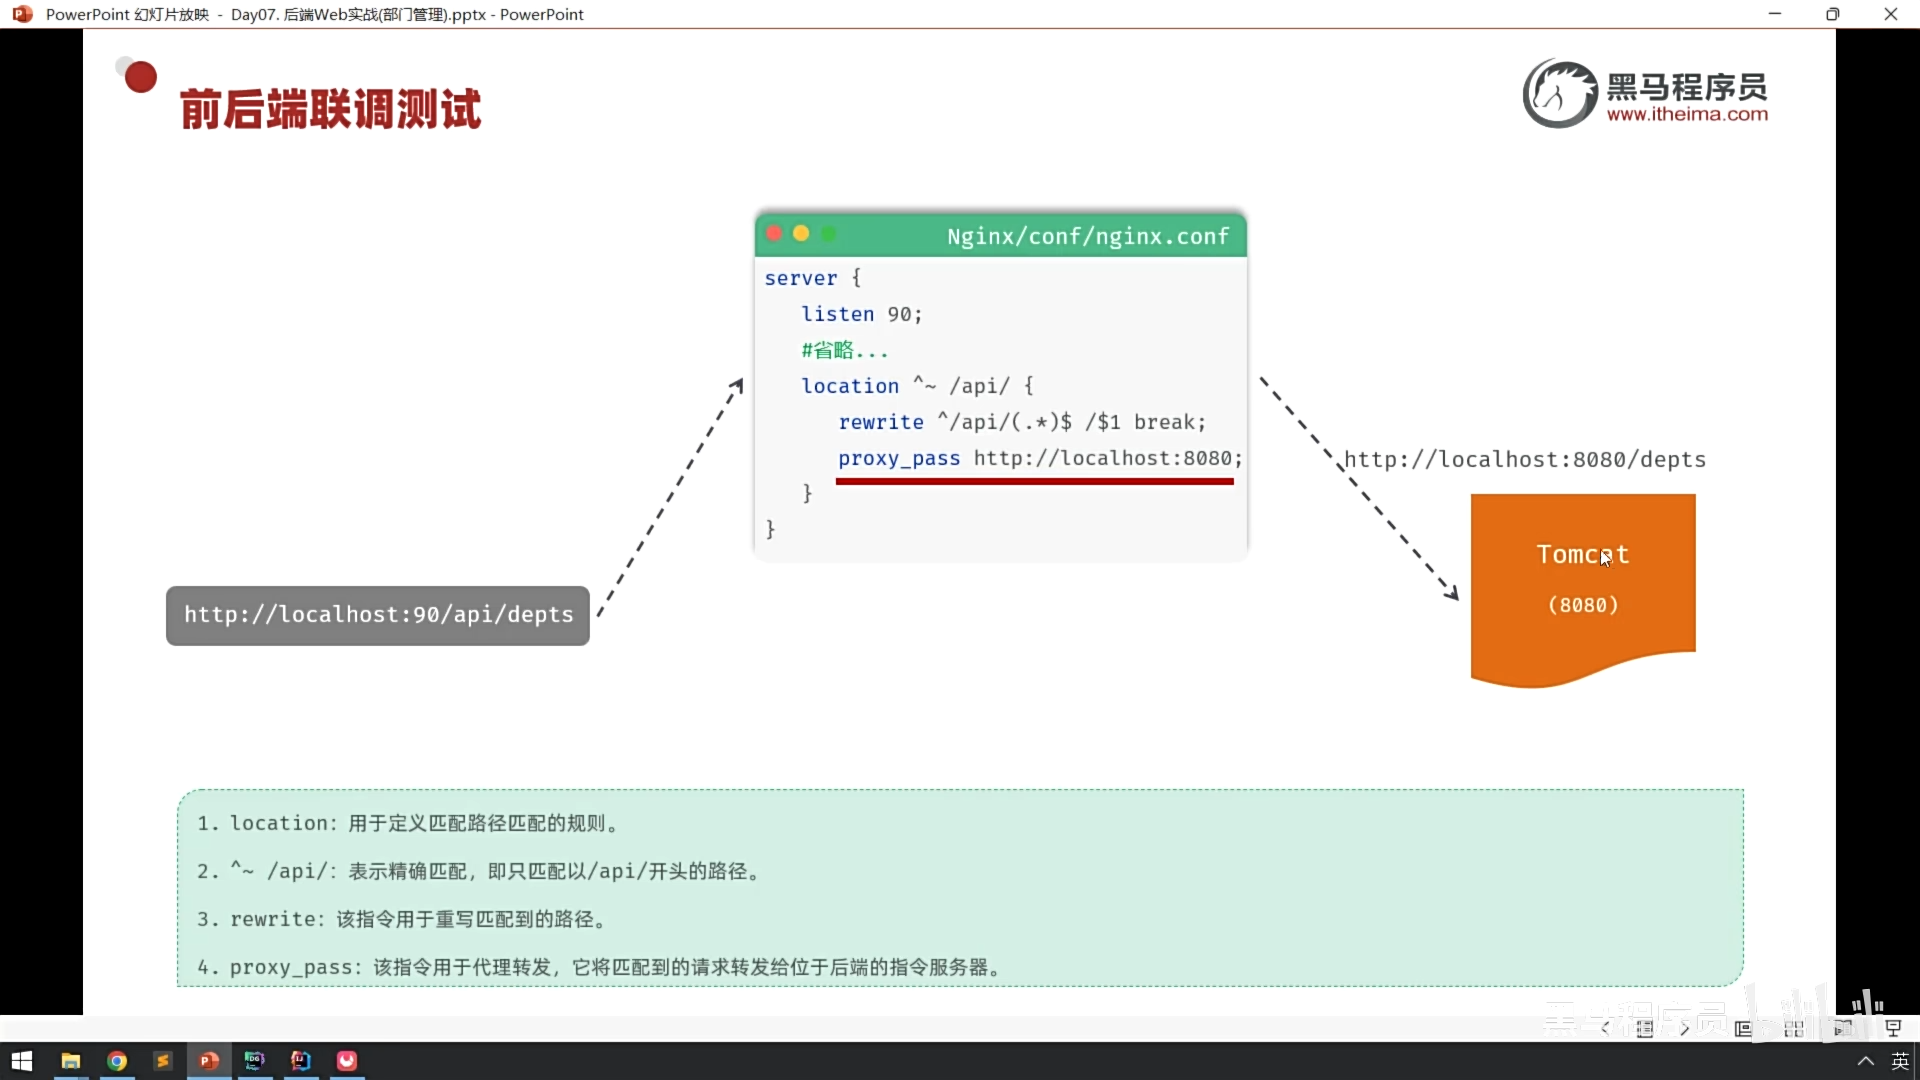 PowerPoint 幻灯片放映 - Day07. 后端Web实战(部门管理).pptx - PowerPoint
前后端联调测试
黑马程序员
www.itheima.com
Nginx/conf/nginx.conf
server {
listen 90;
#省略...
location ^~ /api/ {
rewrite ^/api/(.*)$ /$1 break;
proxy_pass http://localhost:8080;
}
}
http://localhost:8080/depts
Tomcat
(8080)
http://localhost:90/api/depts
1. location: 用于定义匹配路径匹配的规则。
2. ^~ /api/: 表示精确匹配，即只匹配以/api/开头的路径。
3. rewrite: 该指令用于重写匹配到的路径。
4. proxy_pass: 该指令用于代理转发，它将匹配到的请求转发给位于后端的指令服务器。
黑马程序员 bilibili
英